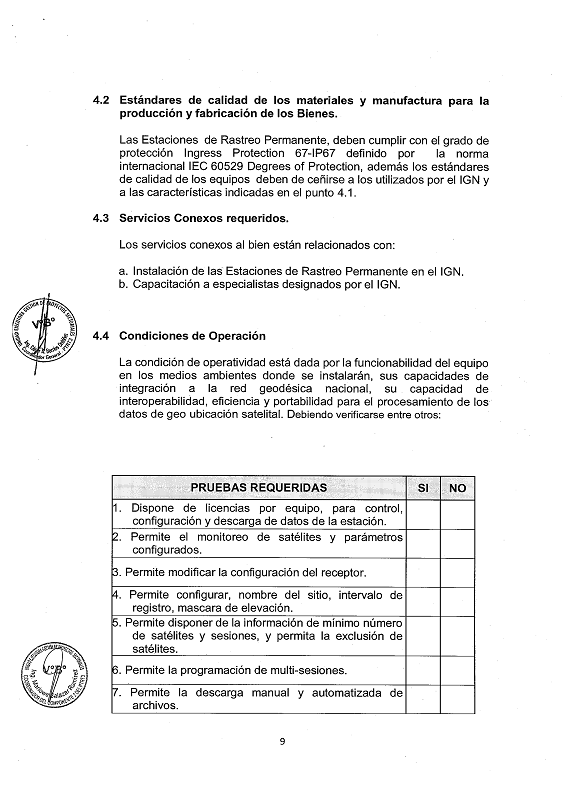 4.2 Estándares de calidad de los materiales y manufactura para la
producción y fabricación de los Bienes.
Las Estaciones de Rastreo Permanente, deben cumplir con el grado de
protección Ingress Protection 67-IP67 definido por la norma
internacional IEC 60529 Degrees of Protection, además los estándares
de calidad de los equipos deben de ceñirse a los utilizados por el IGN y
a las características indicadas en el punto 4.1.
4.3 Servicios Conexos requeridos.
Los servicios conexos al bien están relacionados con:
a. Instalación de las Estaciones de Rastreo Permanente en el IGN.
b. Capacitación a especialistas designados por el IGN.
V°B°
4.4 Condiciones de Operación
La condición de operatividad está dada por la funcionabilidad del equipo
en los medios ambientes donde se instalarán, sus capacidades de
integración a la red geodésica nacional, su capacidad de
interoperabilidad, eficiencia y portabilidad para el procesamiento de los
datos de geo ubicación satelital. Debiendo verificarse entre otros:
PRUEBAS REQUERIDAS SI NO
1. Dispone de licencias por equipo, para control,
configuración y descarga de datos de la estación.
2. Permite el monitoreo de satélites y parámetros
configurados.
3. Permite modificar la configuración del receptor.
4. Permite configurar, nombre del sitio, intervalo de
registro, mascara de elevación.
5. Permite disponer de la información de mínimo número
de satélites y sesiones, y permita la exclusión de
satélites.
6. Permite la programación de multi-sesiones.
7. Permite la descarga manual y automatizada de
archivos.
V°B°
9